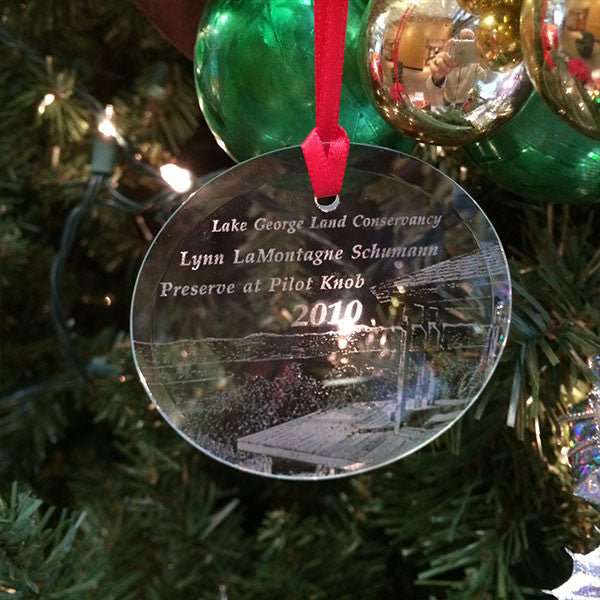 Lake George Land Conservancy
Lynn LaMontagne Schumann
Preserve at Pilot Knob
2010